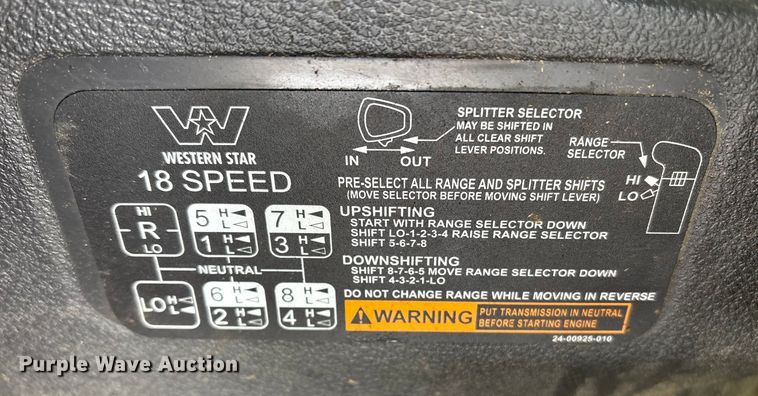 WESTERN STAR
18 SPEED
SPLITTER SELECTOR
MAY BE SHIFTED IN
ALL CLEAR SHIFT
LEVER POSITIONS.
IN OUT
RANGE
SELECTOR
HI
LO
PRE-SELECT ALL RANGE AND SPLITTER SHIFTS
(MOVE SELECTOR BEFORE MOVING SHIFT LEVER)
UPSHIFTING
START WITH RANGE SELECTOR DOWN
SHIFT LO-1-2-3-4 RAISE RANGE SELECTOR
SHIFT 5-6-7-8
DOWNSHIFTING
SHIFT 8-7-6-5 MOVE RANGE SELECTOR DOWN
SHIFT 4-3-2-1-LO
DO NOT CHANGE RANGE WHILE MOVING IN REVERSE
WARNING
PUT TRANSMISSION IN NEUTRAL
BEFORE STARTING ENGINE
24-00925-010
HI
R
LO
5 H L
7 H L
1 H L
3 H L
NEUTRAL
LO H L
6 H L
8 H L
2 H L
4 H L
Purple Wave Auction